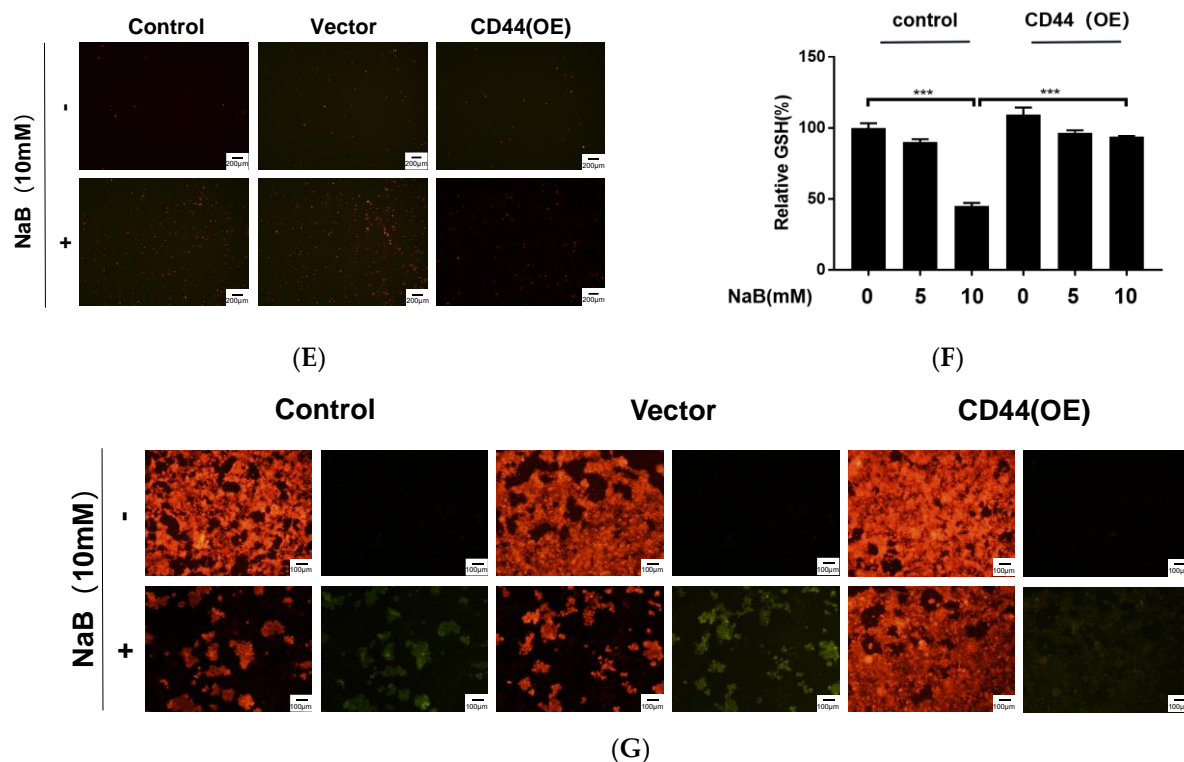 Control Vector CD44(OE)
NaB (10mM)
-
200μm 200μm 200μm
+
200μm 200μm 200μm
(E)
control CD44 (OE)
Relative GSH(%)
150
*** ***
100
50
0
NaB(mM) 0 5 10 0 5 10
(F)
Control Vector CD44(OE)
NaB (10mM)
-
100μm 100μm 100μm 100μm 100μm 100μm
+
100μm 100μm 100μm 100μm 100μm 100μm
(G)